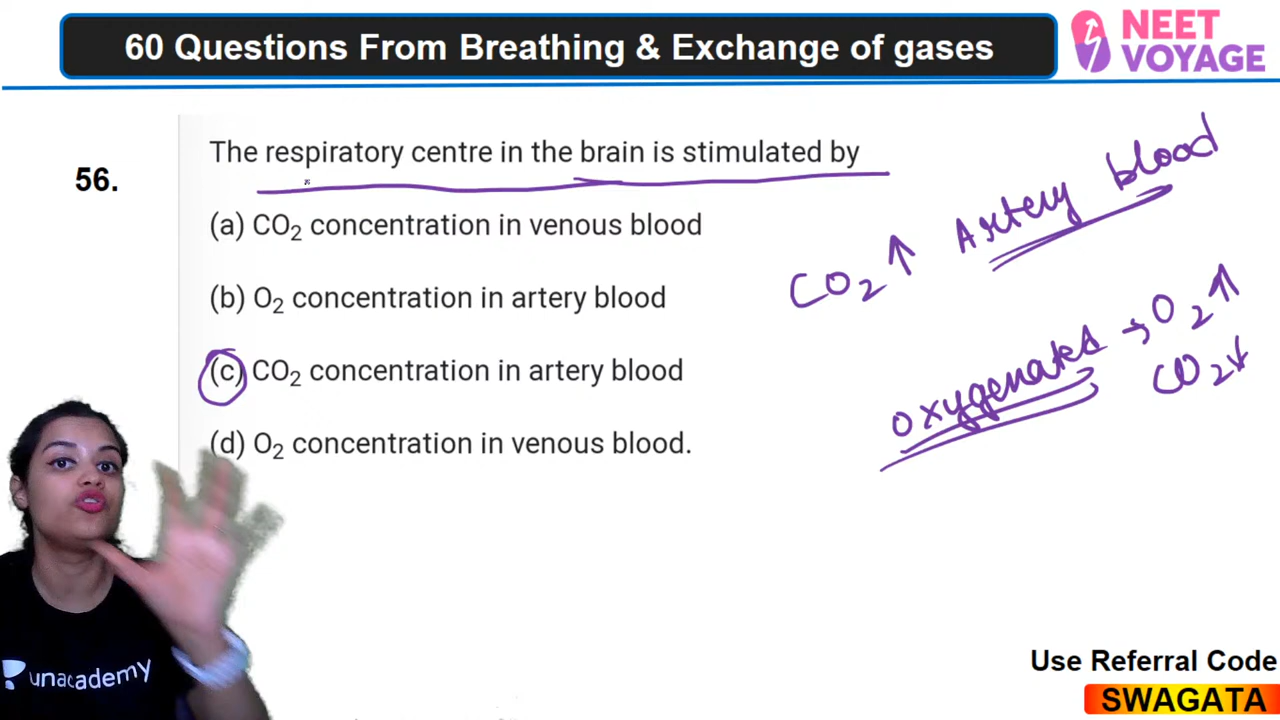 60 Questions From Breathing & Exchange of gases
NEET
VOYAGE
56.
The respiratory centre in the brain is stimulated by
(a) CO₂ concentration in venous blood
(b) O₂ concentration in artery blood
(c) CO₂ concentration in artery blood
(d) O₂ concentration in venous blood.
CO₂ ↑ Artery blood
oxygenates → O₂ ↑
CO₂ ↓
unacademy
Use Referral Code
SWAGATA